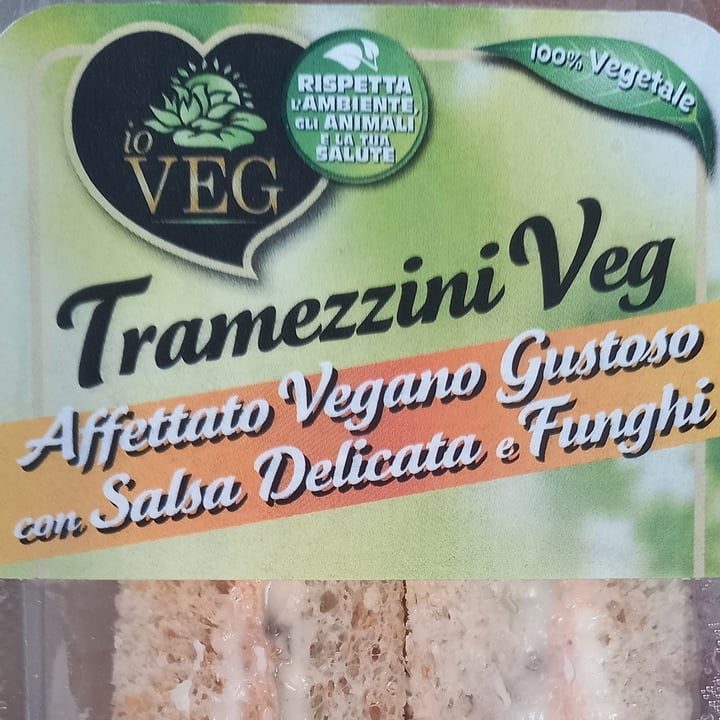 io
VEG
RISPETTA
L'AMBIENTE,
GLI ANIMALI
E LA TUA
SALUTE
100% Vegetale
Tramezzini Veg
Affettato Vegano Gustoso
con Salsa Delicata e Funghi